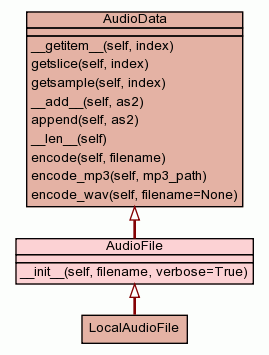 AudioData
__getitem__(self, index)
getslice(self, index)
getsample(self, index)
__add__(self, as2)
append(self, as2)
__len__(self)
encode(self, filename)
encode_mp3(self, mp3_path)
encode_wav(self, filename=None)
AudioFile
__init__(self, filename, verbose=True)
LocalAudioFile